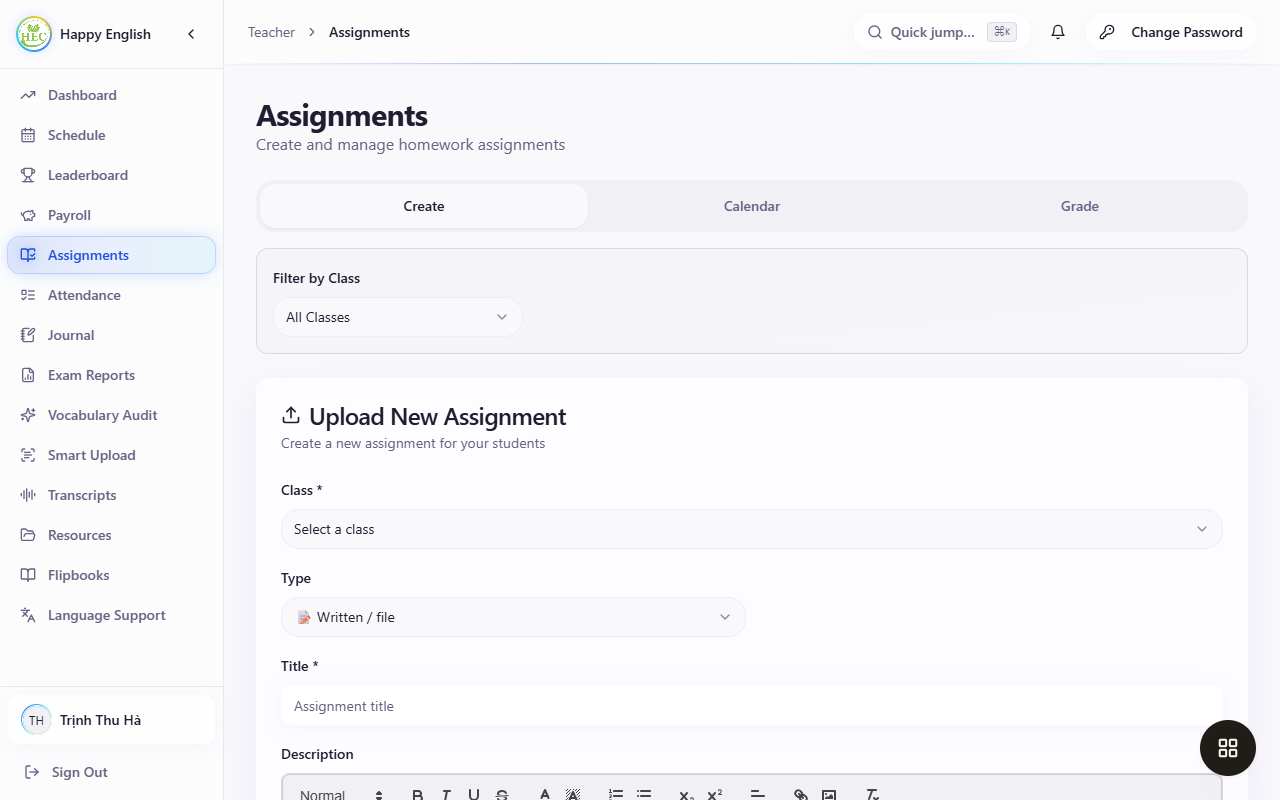 HEC
Happy English
Dashboard
Schedule
Leaderboard
Payroll
Assignments
Attendance
Journal
Exam Reports
Vocabulary Audit
Smart Upload
Transcripts
Resources
Flipbooks
Language Support
TH Trịnh Thu Hà
Sign Out
Teacher > Assignments
Quick jump... ⌘K
Change Password
Assignments
Create and manage homework assignments
Create Calendar Grade
Filter by Class
All Classes
Upload New Assignment
Create a new assignment for your students
Class *
Select a class
Type
📝 Written / file
Title *
Assignment title
Description
Normal